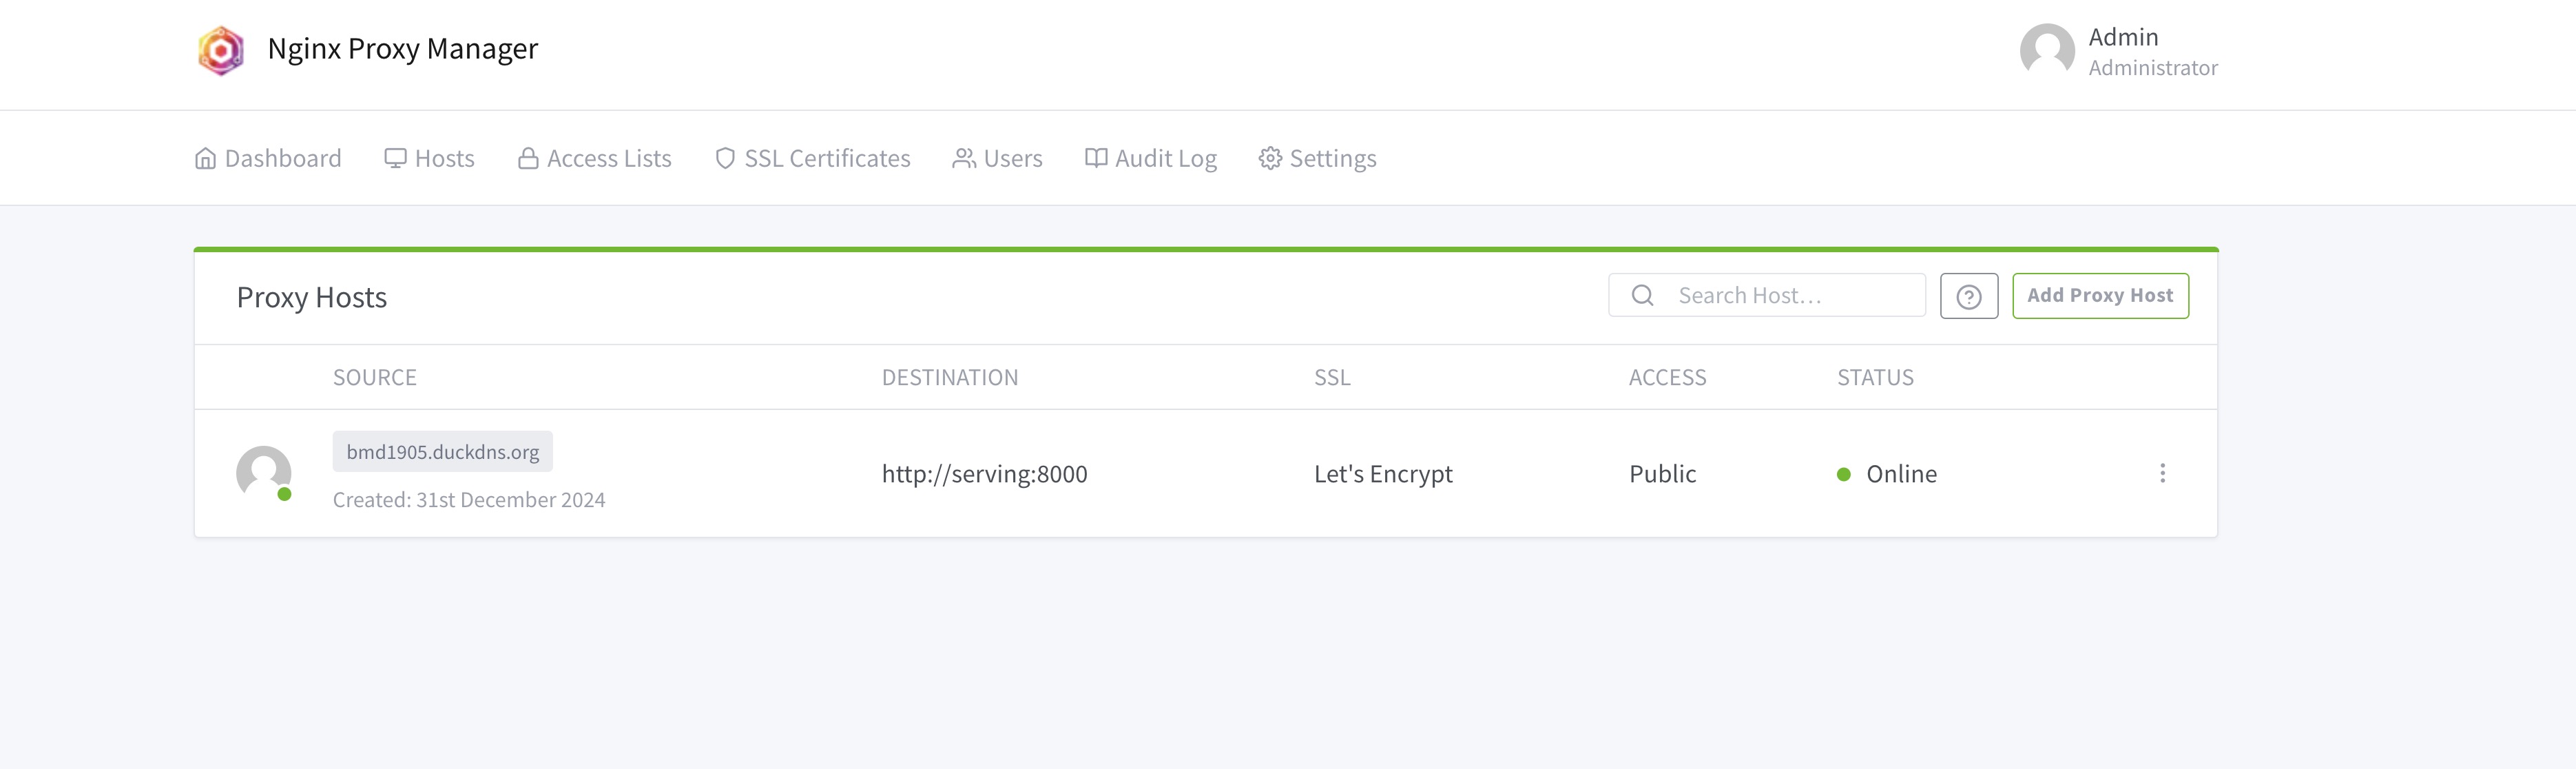 Nginx Proxy Manager
Admin
Administrator
Dashboard Hosts Access Lists SSL Certificates Users Audit Log Settings
Proxy Hosts Search Host… Add Proxy Host
SOURCE DESTINATION SSL ACCESS STATUS
bmd1905.duckdns.org
Created: 31st December 2024
http://serving:8000 Let's Encrypt Public Online